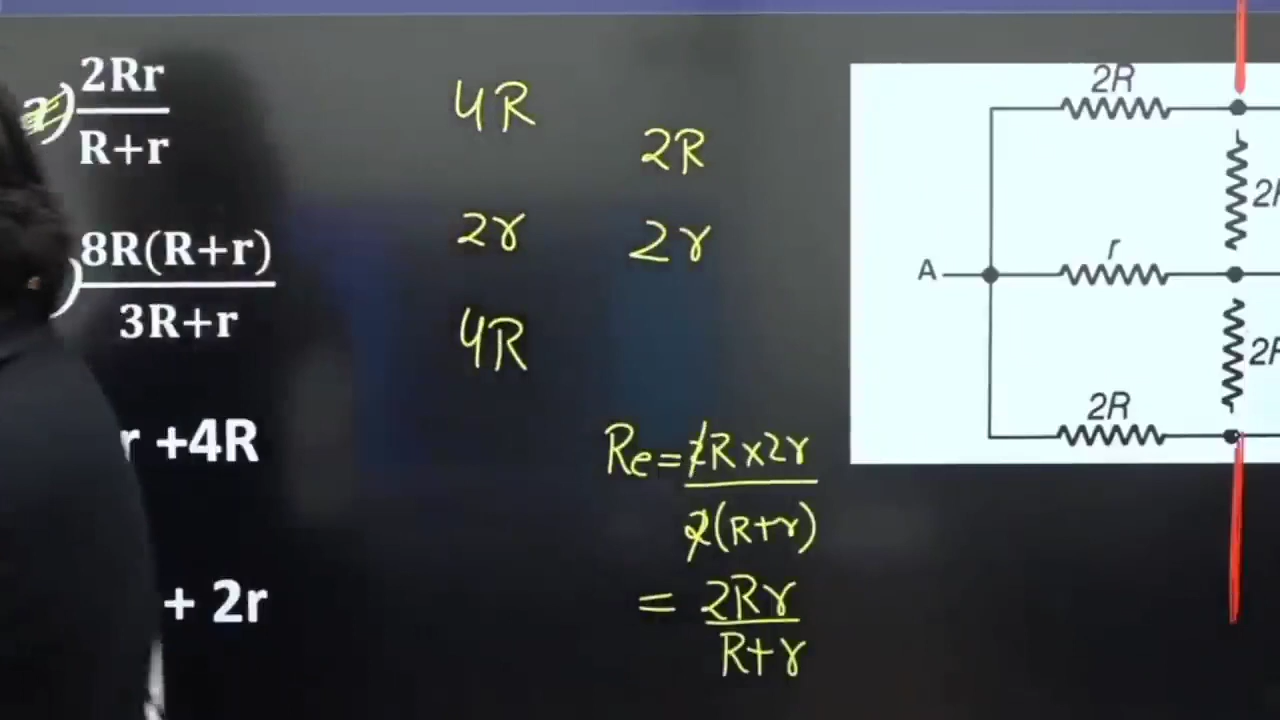 2Rr
R+r
8R(R+r)
3R+r
r +4R
+ 2r
4R
2r
4R
2R
2r
Re = 2R x 2r
2(R+r)
= 2Rr
R+r
2R
2R
A
r
2R
2R